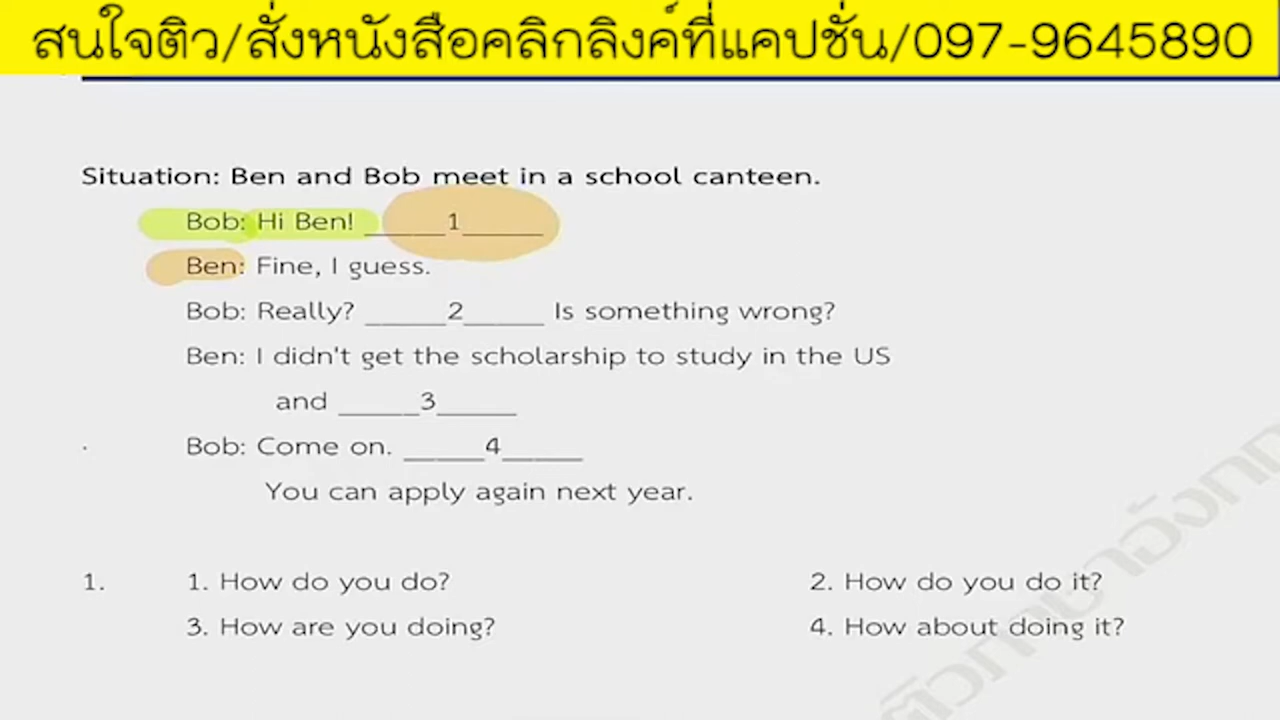 สนใจติว/สั่งหนังสือคลิกลิงค์ที่แคปชั่น/097-9645890
Situation: Ben and Bob meet in a school canteen.
Bob: Hi Ben! ______1______
Ben: Fine, I guess.
Bob: Really? ______2______ Is something wrong?
Ben: I didn't get the scholarship to study in the US
and ______3______
Bob: Come on. ______4______
You can apply again next year.
1. 1. How do you do? 2. How do you do it?
3. How are you doing? 4. How about doing it?